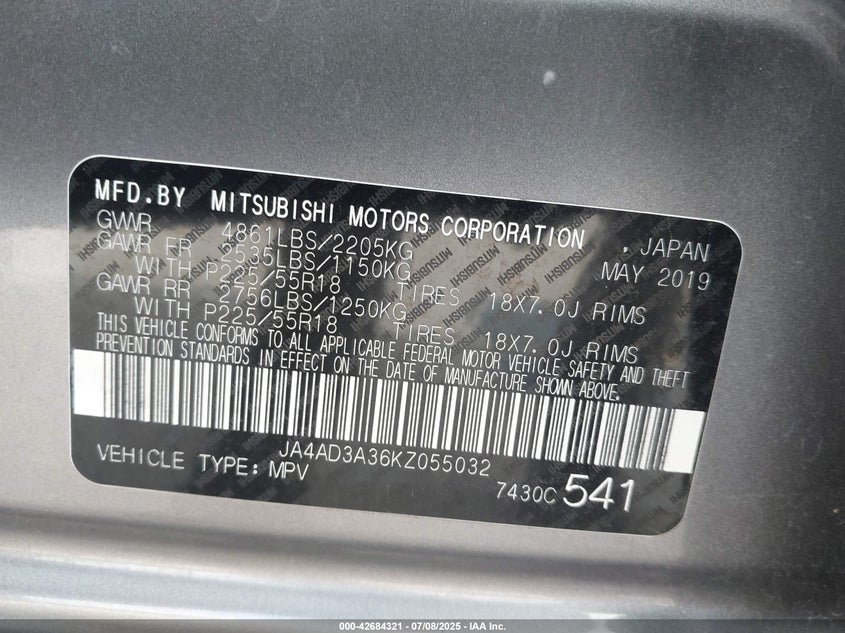 MFD.BY MITSUBISHI MOTORS CORPORATION , JAPAN
GVWR 4861LBS/2205KG MAY 2019
GAWR FR 2535LBS/1150KG
WITH P225/55R18 TIRES 18X7.0J RIMS
GAWR RR 2756LBS/1250KG
WITH P225/55R18 TIRES 18X7.0J RIMS
THIS VEHICLE CONFORMS TO ALL APPLICABLE FEDERAL MOTOR VEHICLE SAFETY AND THEFT
PREVENTION STANDARDS IN EFFECT ON THE DATE OF MANUFACTURE SHOWN ABOVE.
JA4AD3A36KZ055032
VEHICLE TYPE: MPV
7430C 541
000-42684321 | 07/08/2025 - IAA Inc.